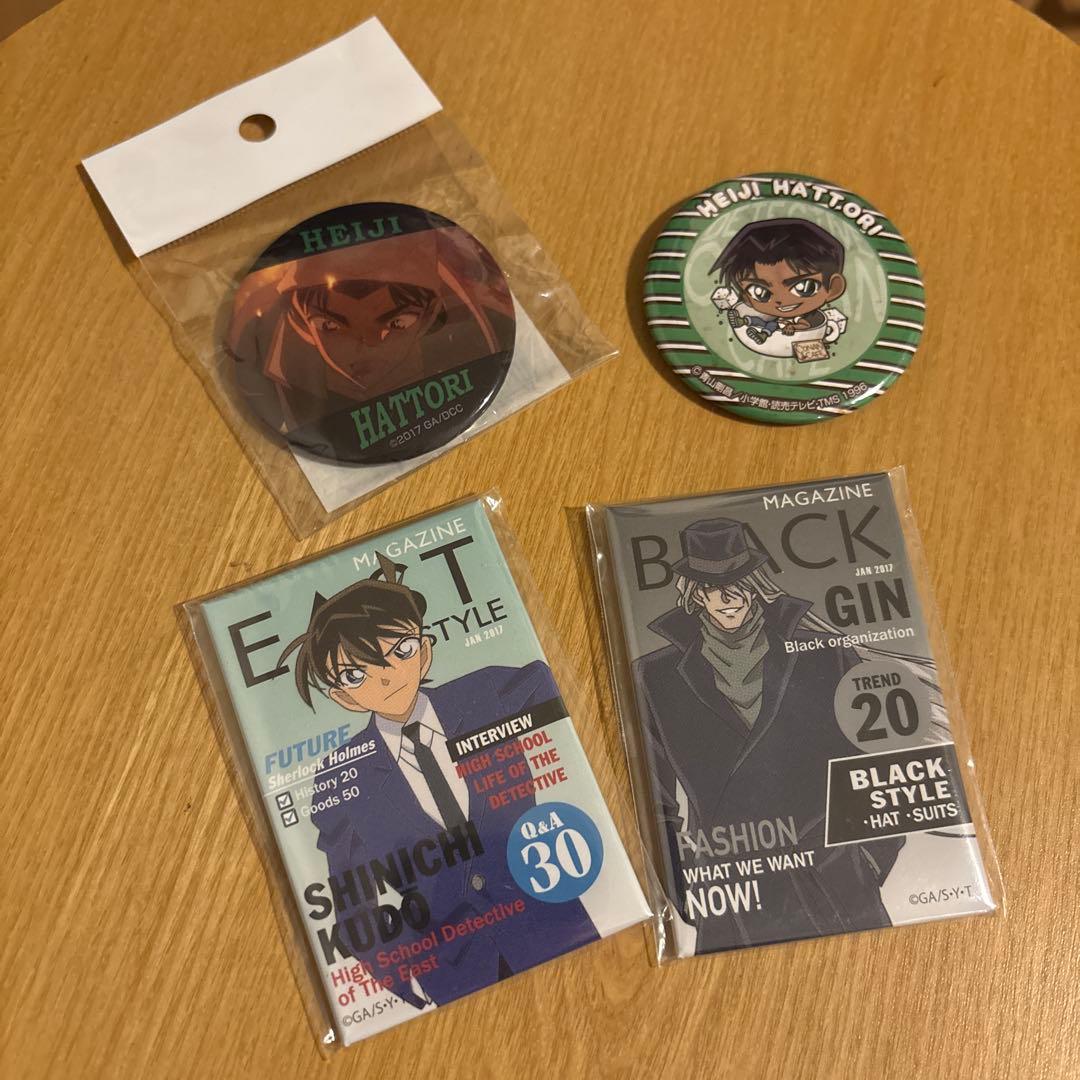 HEIJI
HATTORI
©2017 GA/DCC
HEIJI HATTORI
CONAN
CAFE
©青山剛昌/小学館・読売テレビ・TMS 1996
MAGAZINE
EAST
STYLE
JAN 2017
FUTURE
Sherlock Holmes
History 20
Goods 50
INTERVIEW
HIGH SCHOOL
LIFE OF THE
DETECTIVE
Q&A
30
SHINICHI
KUDŌ
High School Detective
of The East
©GA/S・Y・T.
MAGAZINE
BLACK
JAN 2017
GIN
Black organization
TREND
20
BLACK
STYLE
・HAT ・SUITS
FASHION
WHAT WE WANT
NOW!
©GA/S・Y・T.